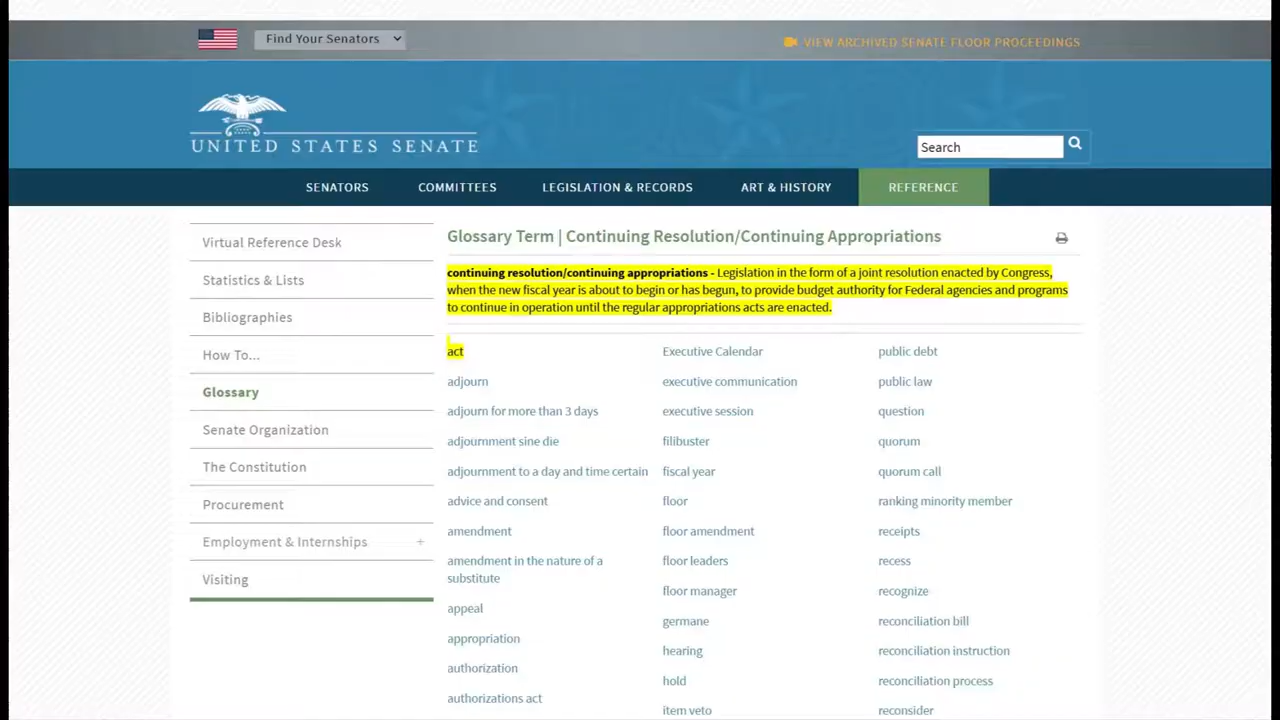 Find Your Senators
VIEW ARCHIVED SENATE FLOOR PROCEEDINGS
UNITED STATES SENATE
Search
SENATORS COMMITTEES LEGISLATION & RECORDS ART & HISTORY REFERENCE
Virtual Reference Desk
Statistics & Lists
Bibliographies
How To...
Glossary
Senate Organization
The Constitution
Procurement
Employment & Internships +
Visiting
Glossary Term | Continuing Resolution/Continuing Appropriations
continuing resolution/continuing appropriations - Legislation in the form of a joint resolution enacted by Congress,
when the new fiscal year is about to begin or has begun, to provide budget authority for Federal agencies and programs
to continue in operation until the regular appropriations acts are enacted.
act
adjourn
adjourn for more than 3 days
adjournment sine die
adjournment to a day and time certain
advice and consent
amendment
amendment in the nature of a
substitute
appeal
appropriation
authorization
authorizations act
Executive Calendar
executive communication
executive session
filibuster
fiscal year
floor
floor amendment
floor leaders
floor manager
germane
hearing
hold
item veto
public debt
public law
question
quorum
quorum call
ranking minority member
receipts
recess
recognize
reconciliation bill
reconciliation instruction
reconciliation process
reconsider